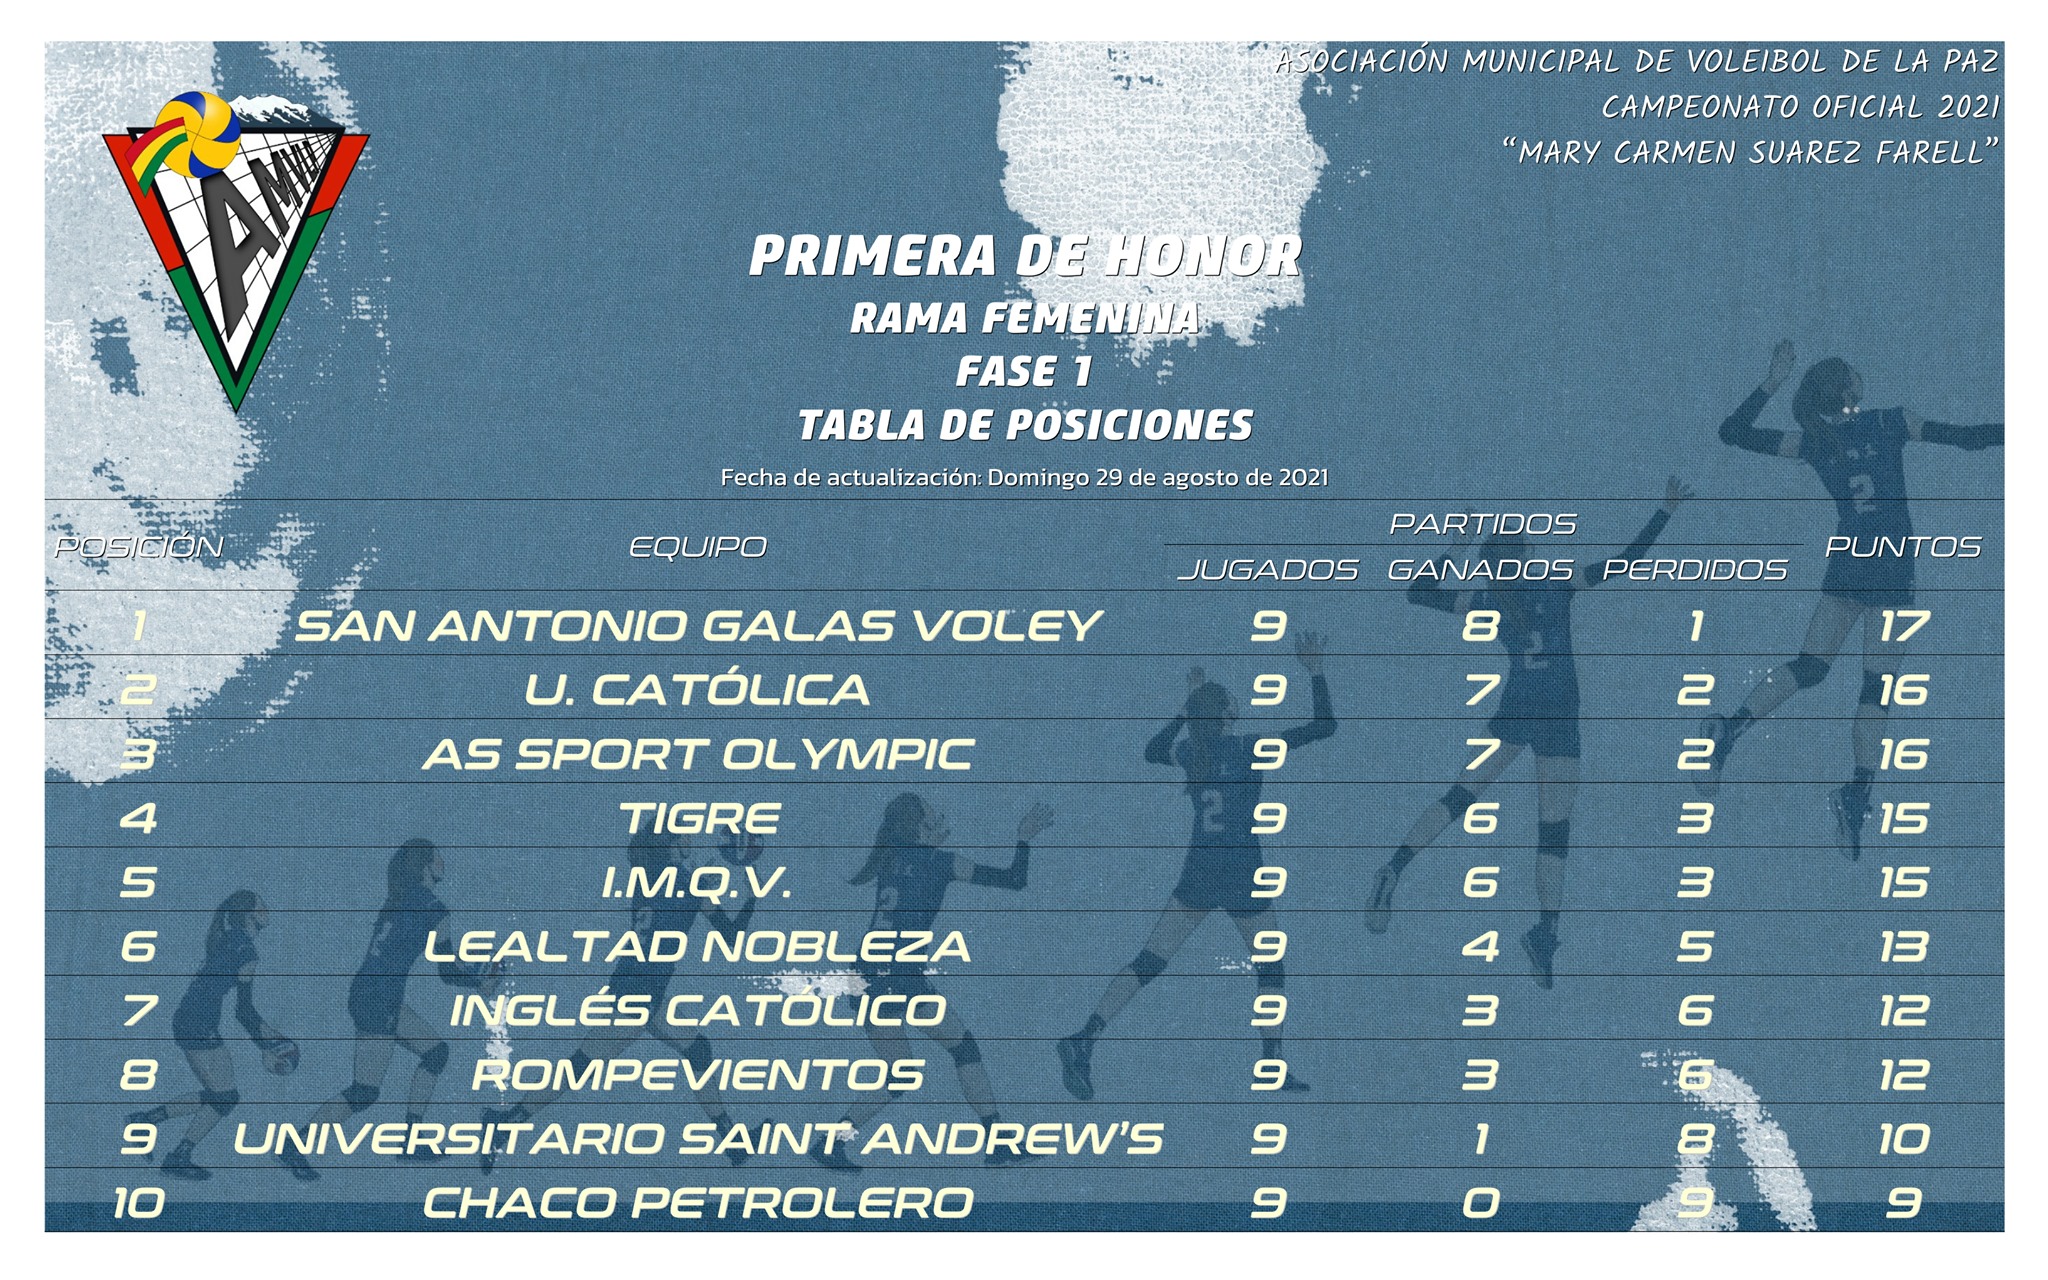 ASOCIACIÓN MUNICIPAL DE VOLEIBOL DE LA PAZ
CAMPEONATO OFICIAL 2021
“MARY CARMEN SUAREZ FARELL”
AMVLP
PRIMERA DE HONOR
RAMA FEMENINA
FASE 1
TABLA DE POSICIONES
Fecha de actualización: Domingo 29 de agosto de 2021
POSICIÓN EQUIPO PARTIDOS PUNTOS
JUGADOS GANADOS PERDIDOS
1 SAN ANTONIO GALAS VOLEY 9 8 1 17
2 U. CATÓLICA 9 7 2 16
3 AS SPORT OLYMPIC 9 7 2 16
4 TIGRE 9 6 3 15
5 I.M.Q.V. 9 6 3 15
6 LEALTAD NOBLEZA 9 4 5 13
7 INGLÉS CATÓLICO 9 3 6 12
8 ROMPEVIENTOS 9 3 6 12
9 UNIVERSITARIO SAINT ANDREW’S 9 1 8 10
10 CHACO PETROLERO 9 0 9 9